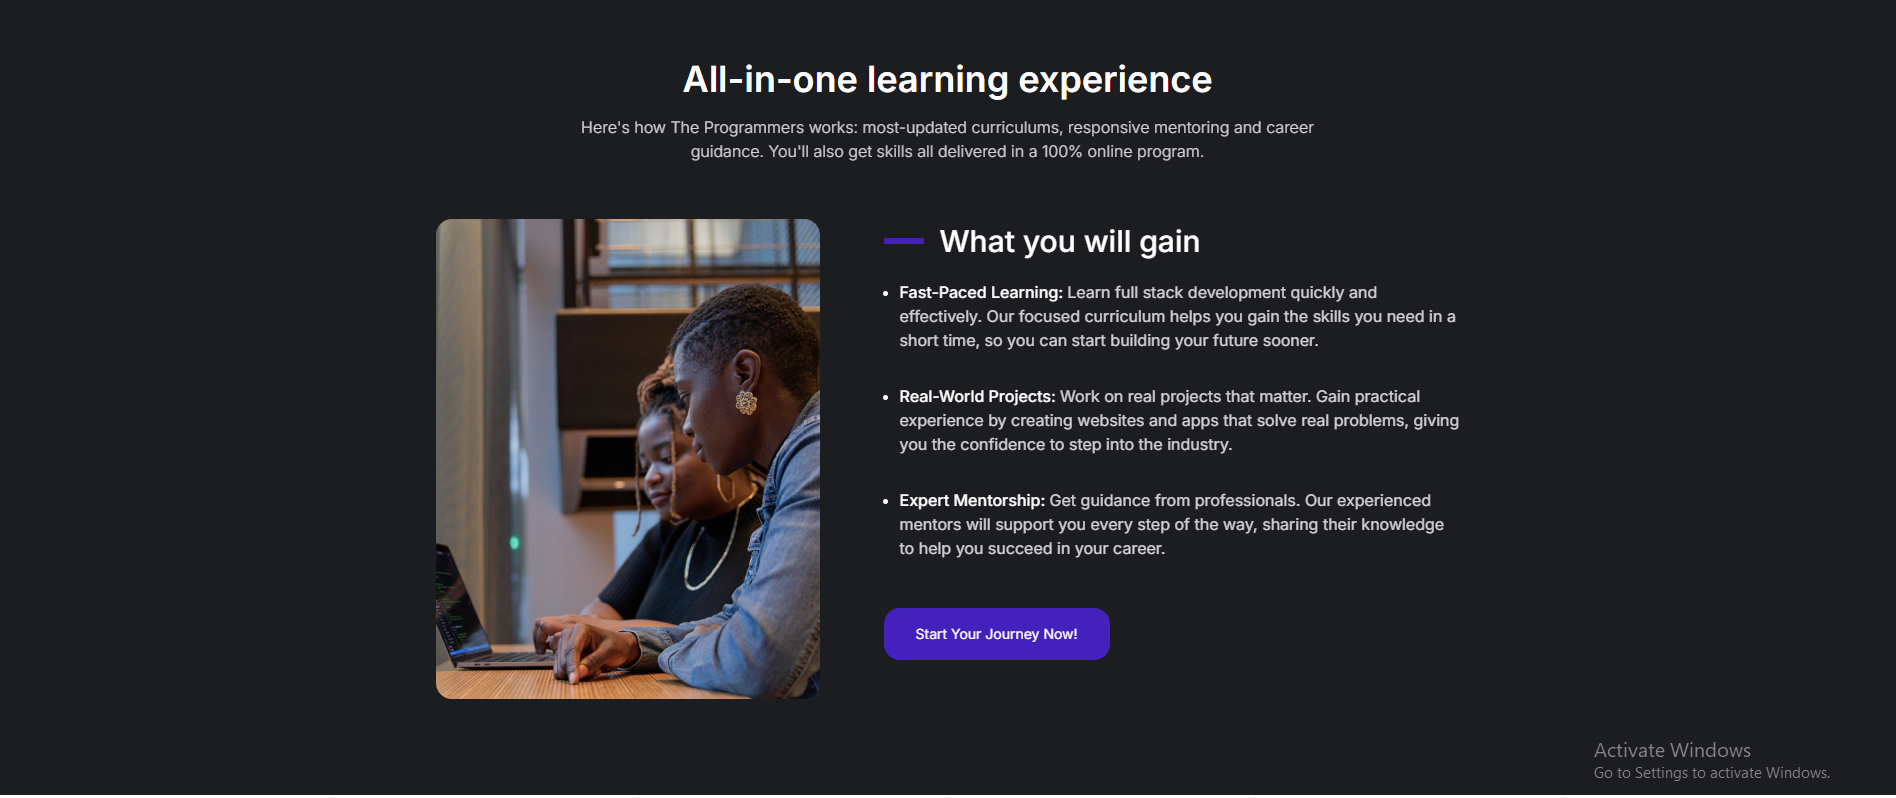 All-in-one learning experience
Here's how The Programmers works: most-updated curriculums, responsive mentoring and career
guidance. You'll also get skills all delivered in a 100% online program.
What you will gain
• Fast-Paced Learning: Learn full stack development quickly and
effectively. Our focused curriculum helps you gain the skills you need in a
short time, so you can start building your future sooner.
• Real-World Projects: Work on real projects that matter. Gain practical
experience by creating websites and apps that solve real problems, giving
you the confidence to step into the industry.
• Expert Mentorship: Get guidance from professionals. Our experienced
mentors will support you every step of the way, sharing their knowledge
to help you succeed in your career.
Start Your Journey Now!
Activate Windows
Go to Settings to activate Windows.